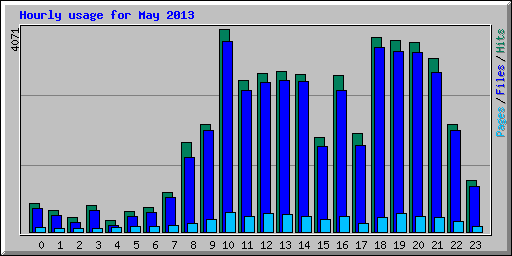 Hourly usage for May 2013
4071
Pages / Files / Hits
0 1 2 3 4 5 6 7 8 9 10 11 12 13 14 15 16 17 18 19 20 21 22 23